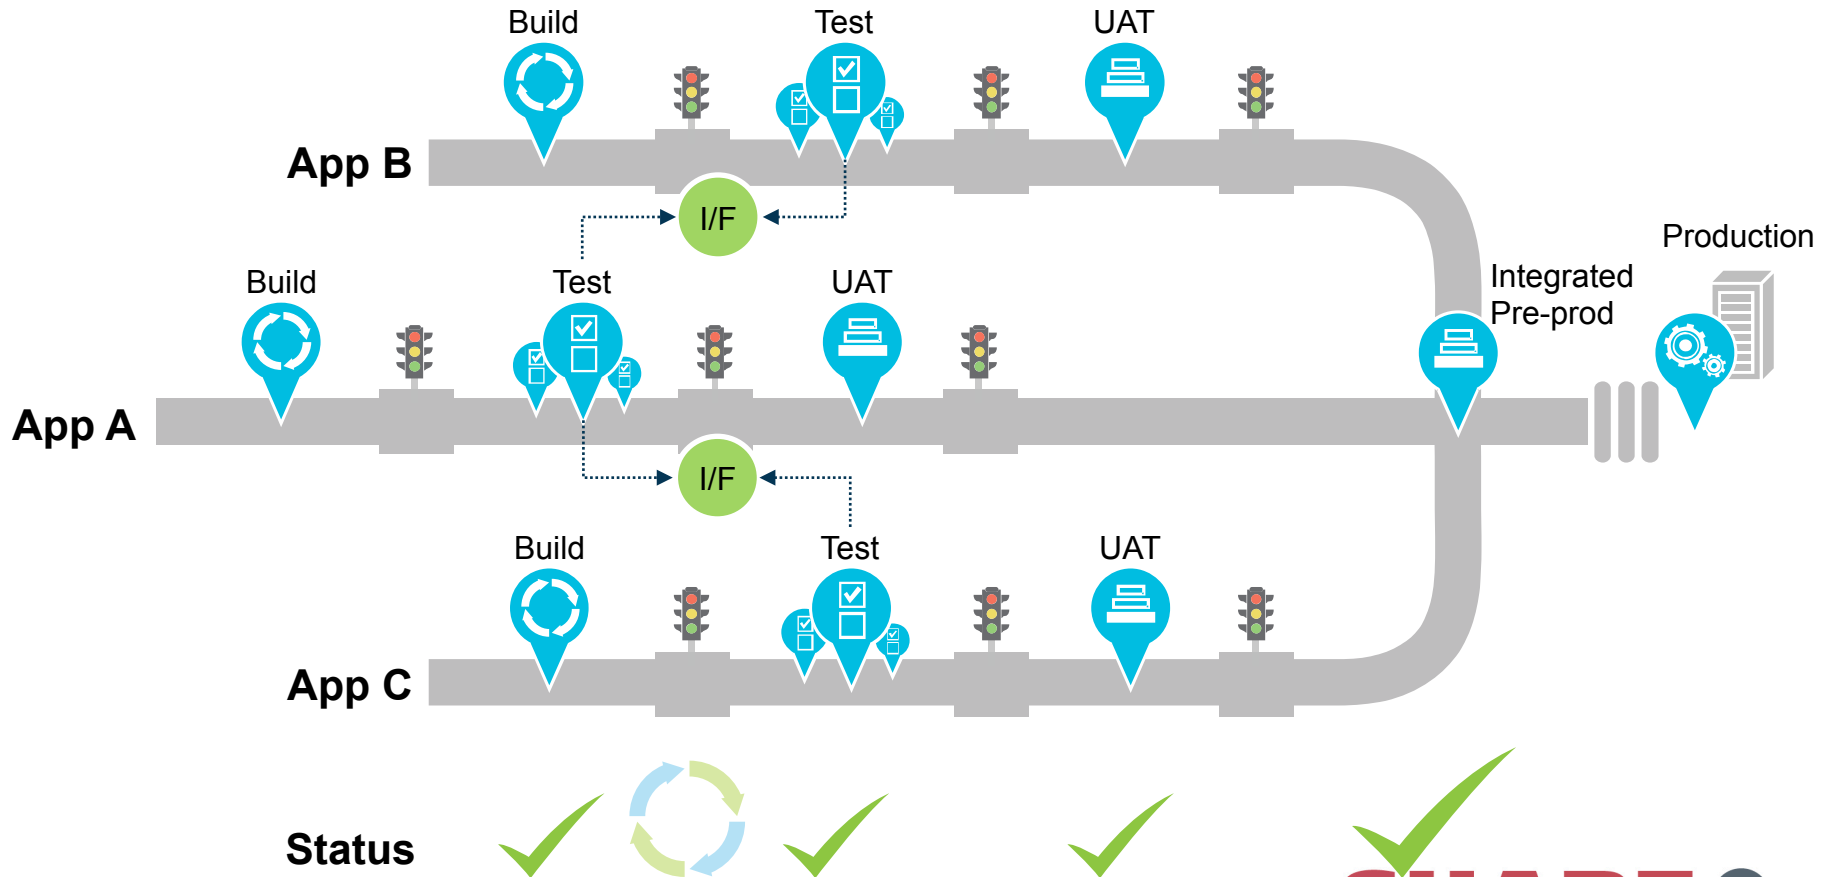 Build Test UAT
App B
I/F
Production
Build Test UAT
Integrated
Pre-prod
App A
I/F
Build Test UAT
App C
Status